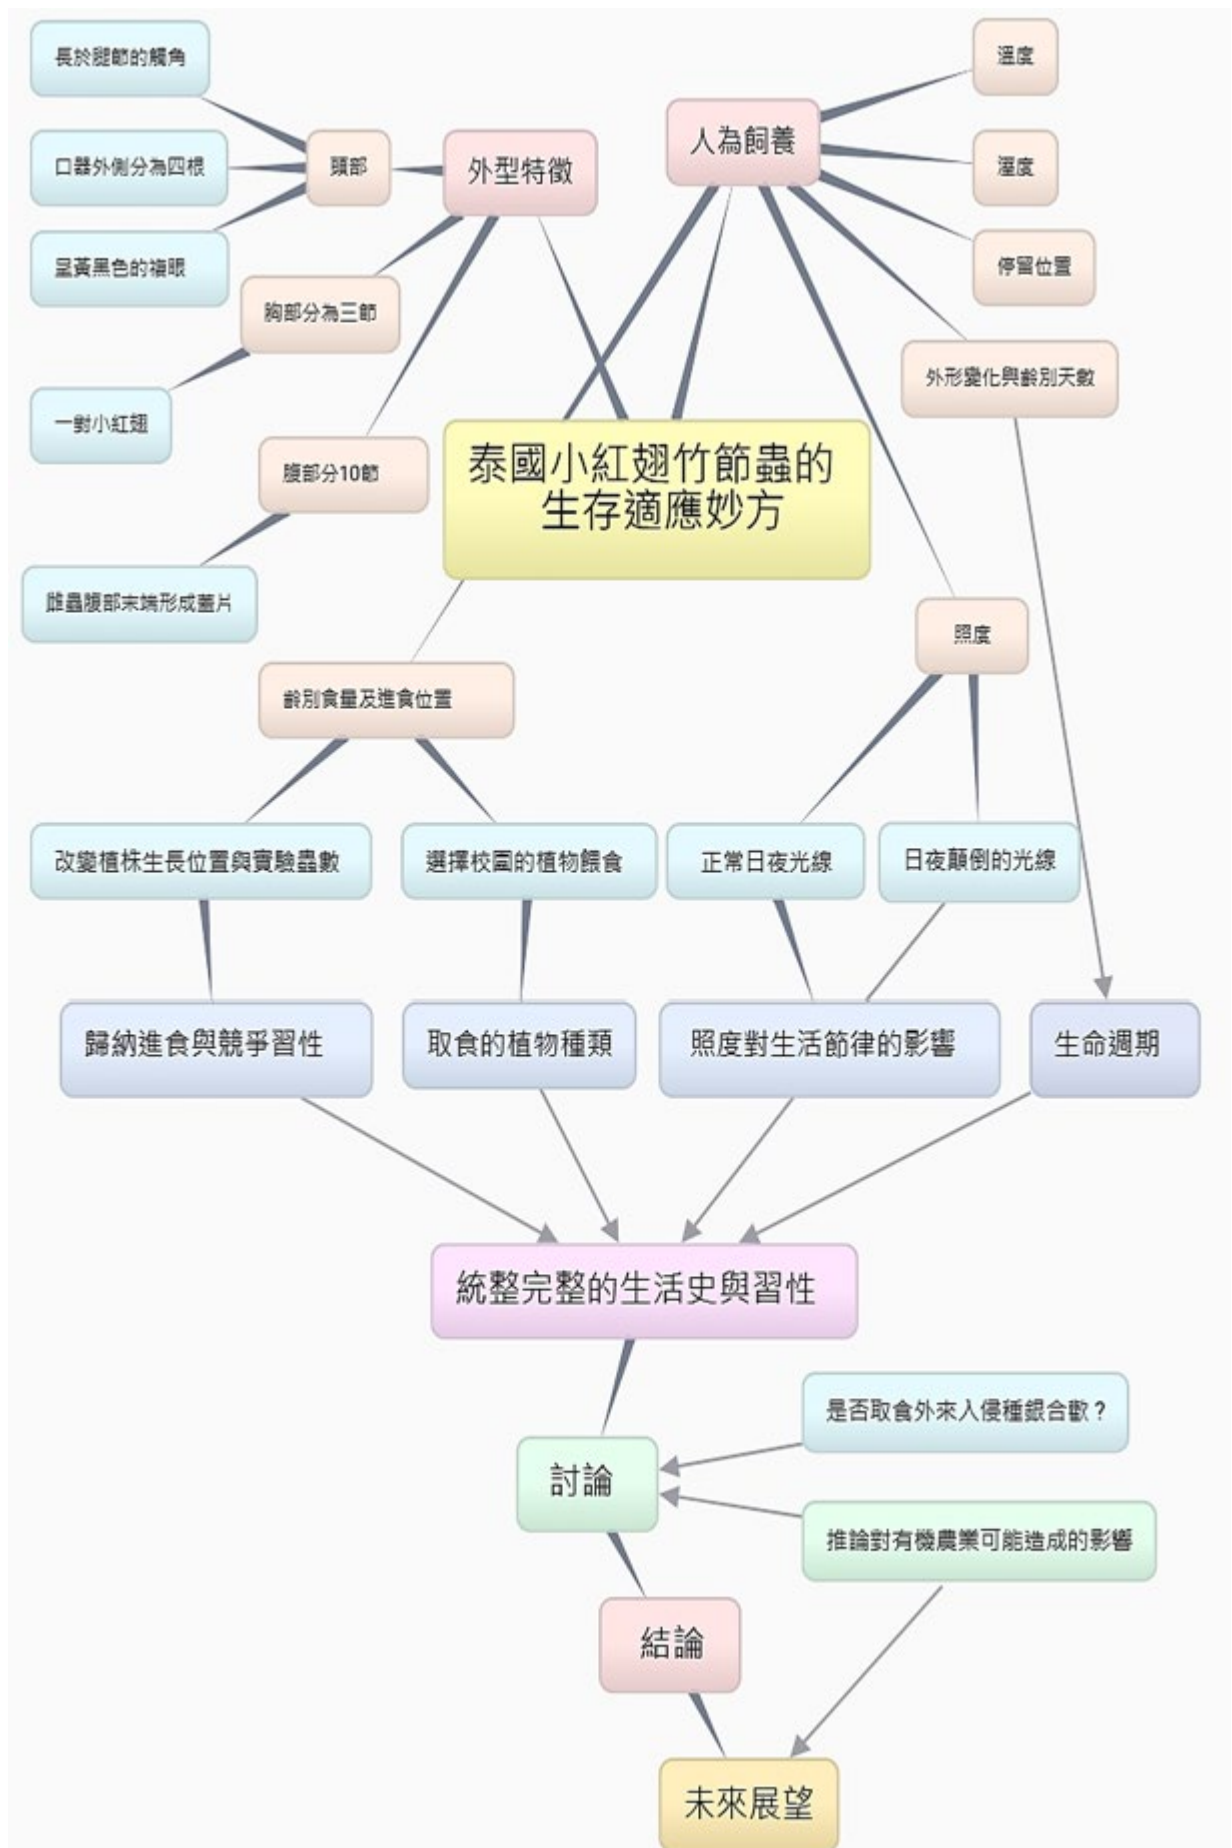 長於腿節的觸角
口器外側分為四根
呈黃黑色的複眼
頭部
外型特徵
胸部分為三節
一對小紅翅
腹部分10節
雌蟲腹部末端形成蓋片
人為飼養
溫度
溼度
停留位置
外形變化與齡別天數
泰國小紅翅竹節蟲的
生存適應妙方
照度
齡別食量及進食位置
改變植株生長位置與實驗蟲數
選擇校園的植物餵食
正常日夜光線
日夜顛倒的光線
歸納進食與競爭習性
取食的植物種類
照度對生活節律的影響
生命週期
統整完整的生活史與習性
是否取食外來入侵種銀合歡？
討論
推論對有機農業可能造成的影響
結論
未來展望